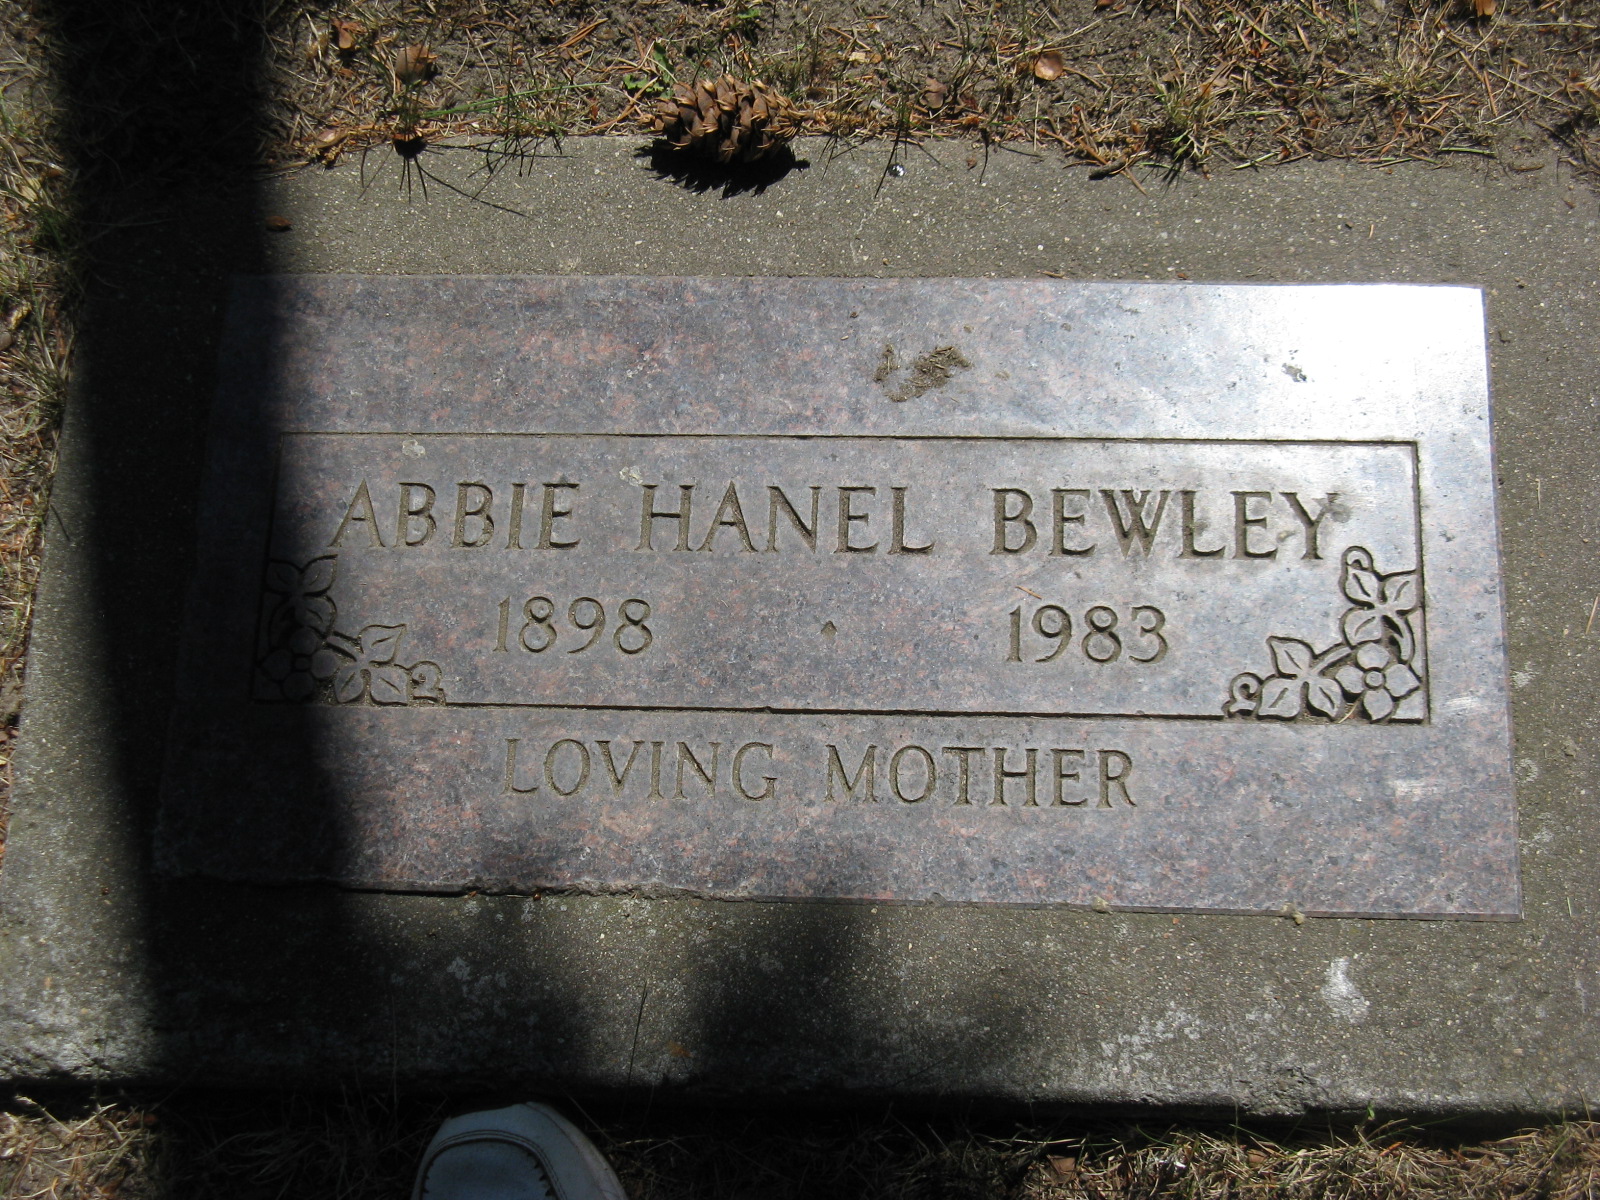 ABBIE HANEL BEWLEY
1898 · 1983
LOVING MOTHER